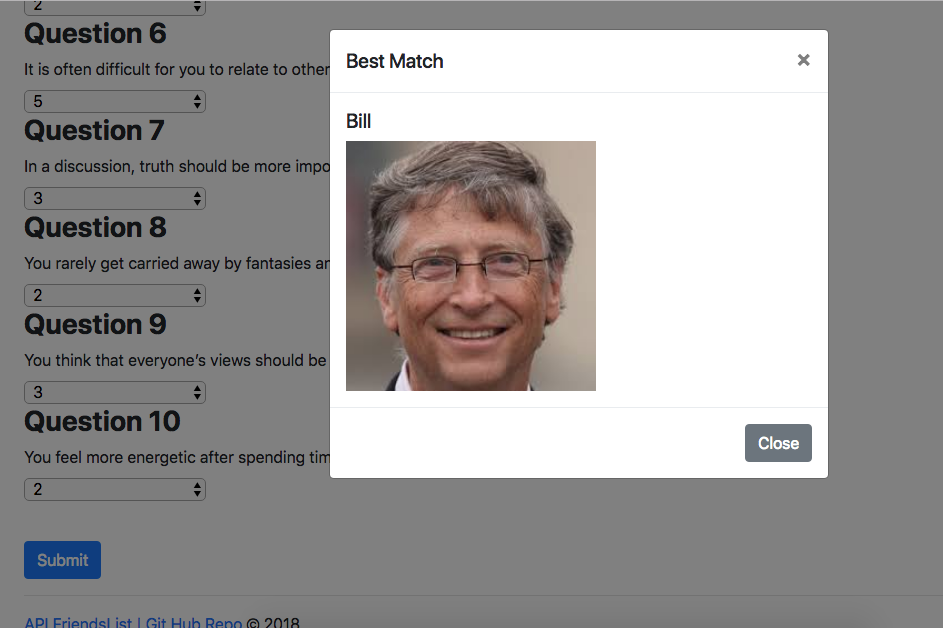 2
Question 6
It is often difficult for you to relate to other
5
Question 7
In a discussion, truth should be more impo
3
Question 8
You rarely get carried away by fantasies an
2
Question 9
You think that everyone’s views should be
3
Question 10
You feel more energetic after spending tim
2
Submit
API FriendsList | Git Hub Repo © 2018
Best Match
×
Bill
Close